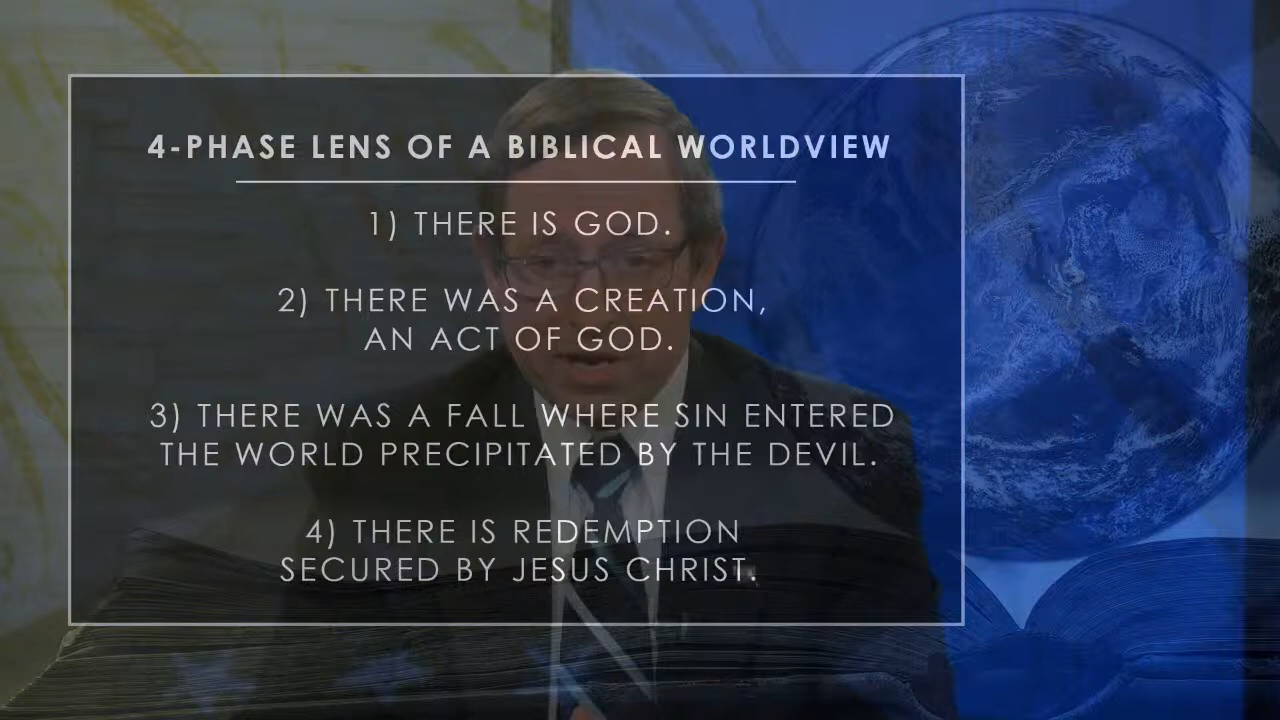 4-PHASE LENS OF A BIBLICAL WORLDVIEW
1) THERE IS GOD.
2) THERE WAS A CREATION,
AN ACT OF GOD.
3) THERE WAS A FALL WHERE SIN ENTERED
THE WORLD PRECIPITATED BY THE DEVIL.
4) THERE IS REDEMPTION
SECURED BY JESUS CHRIST.